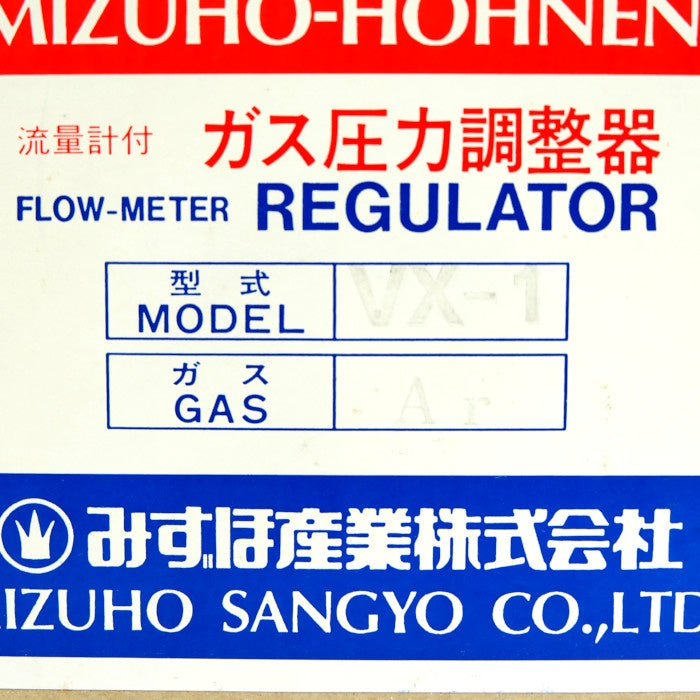 MIZUHO-HOHNEN
流量計付 ガス圧力調整器
FLOW-METER REGULATOR
型式 VX-1
MODEL
ガス Ar
GAS
みずほ産業株式会社
MIZUHO SANGYO CO.,LTD